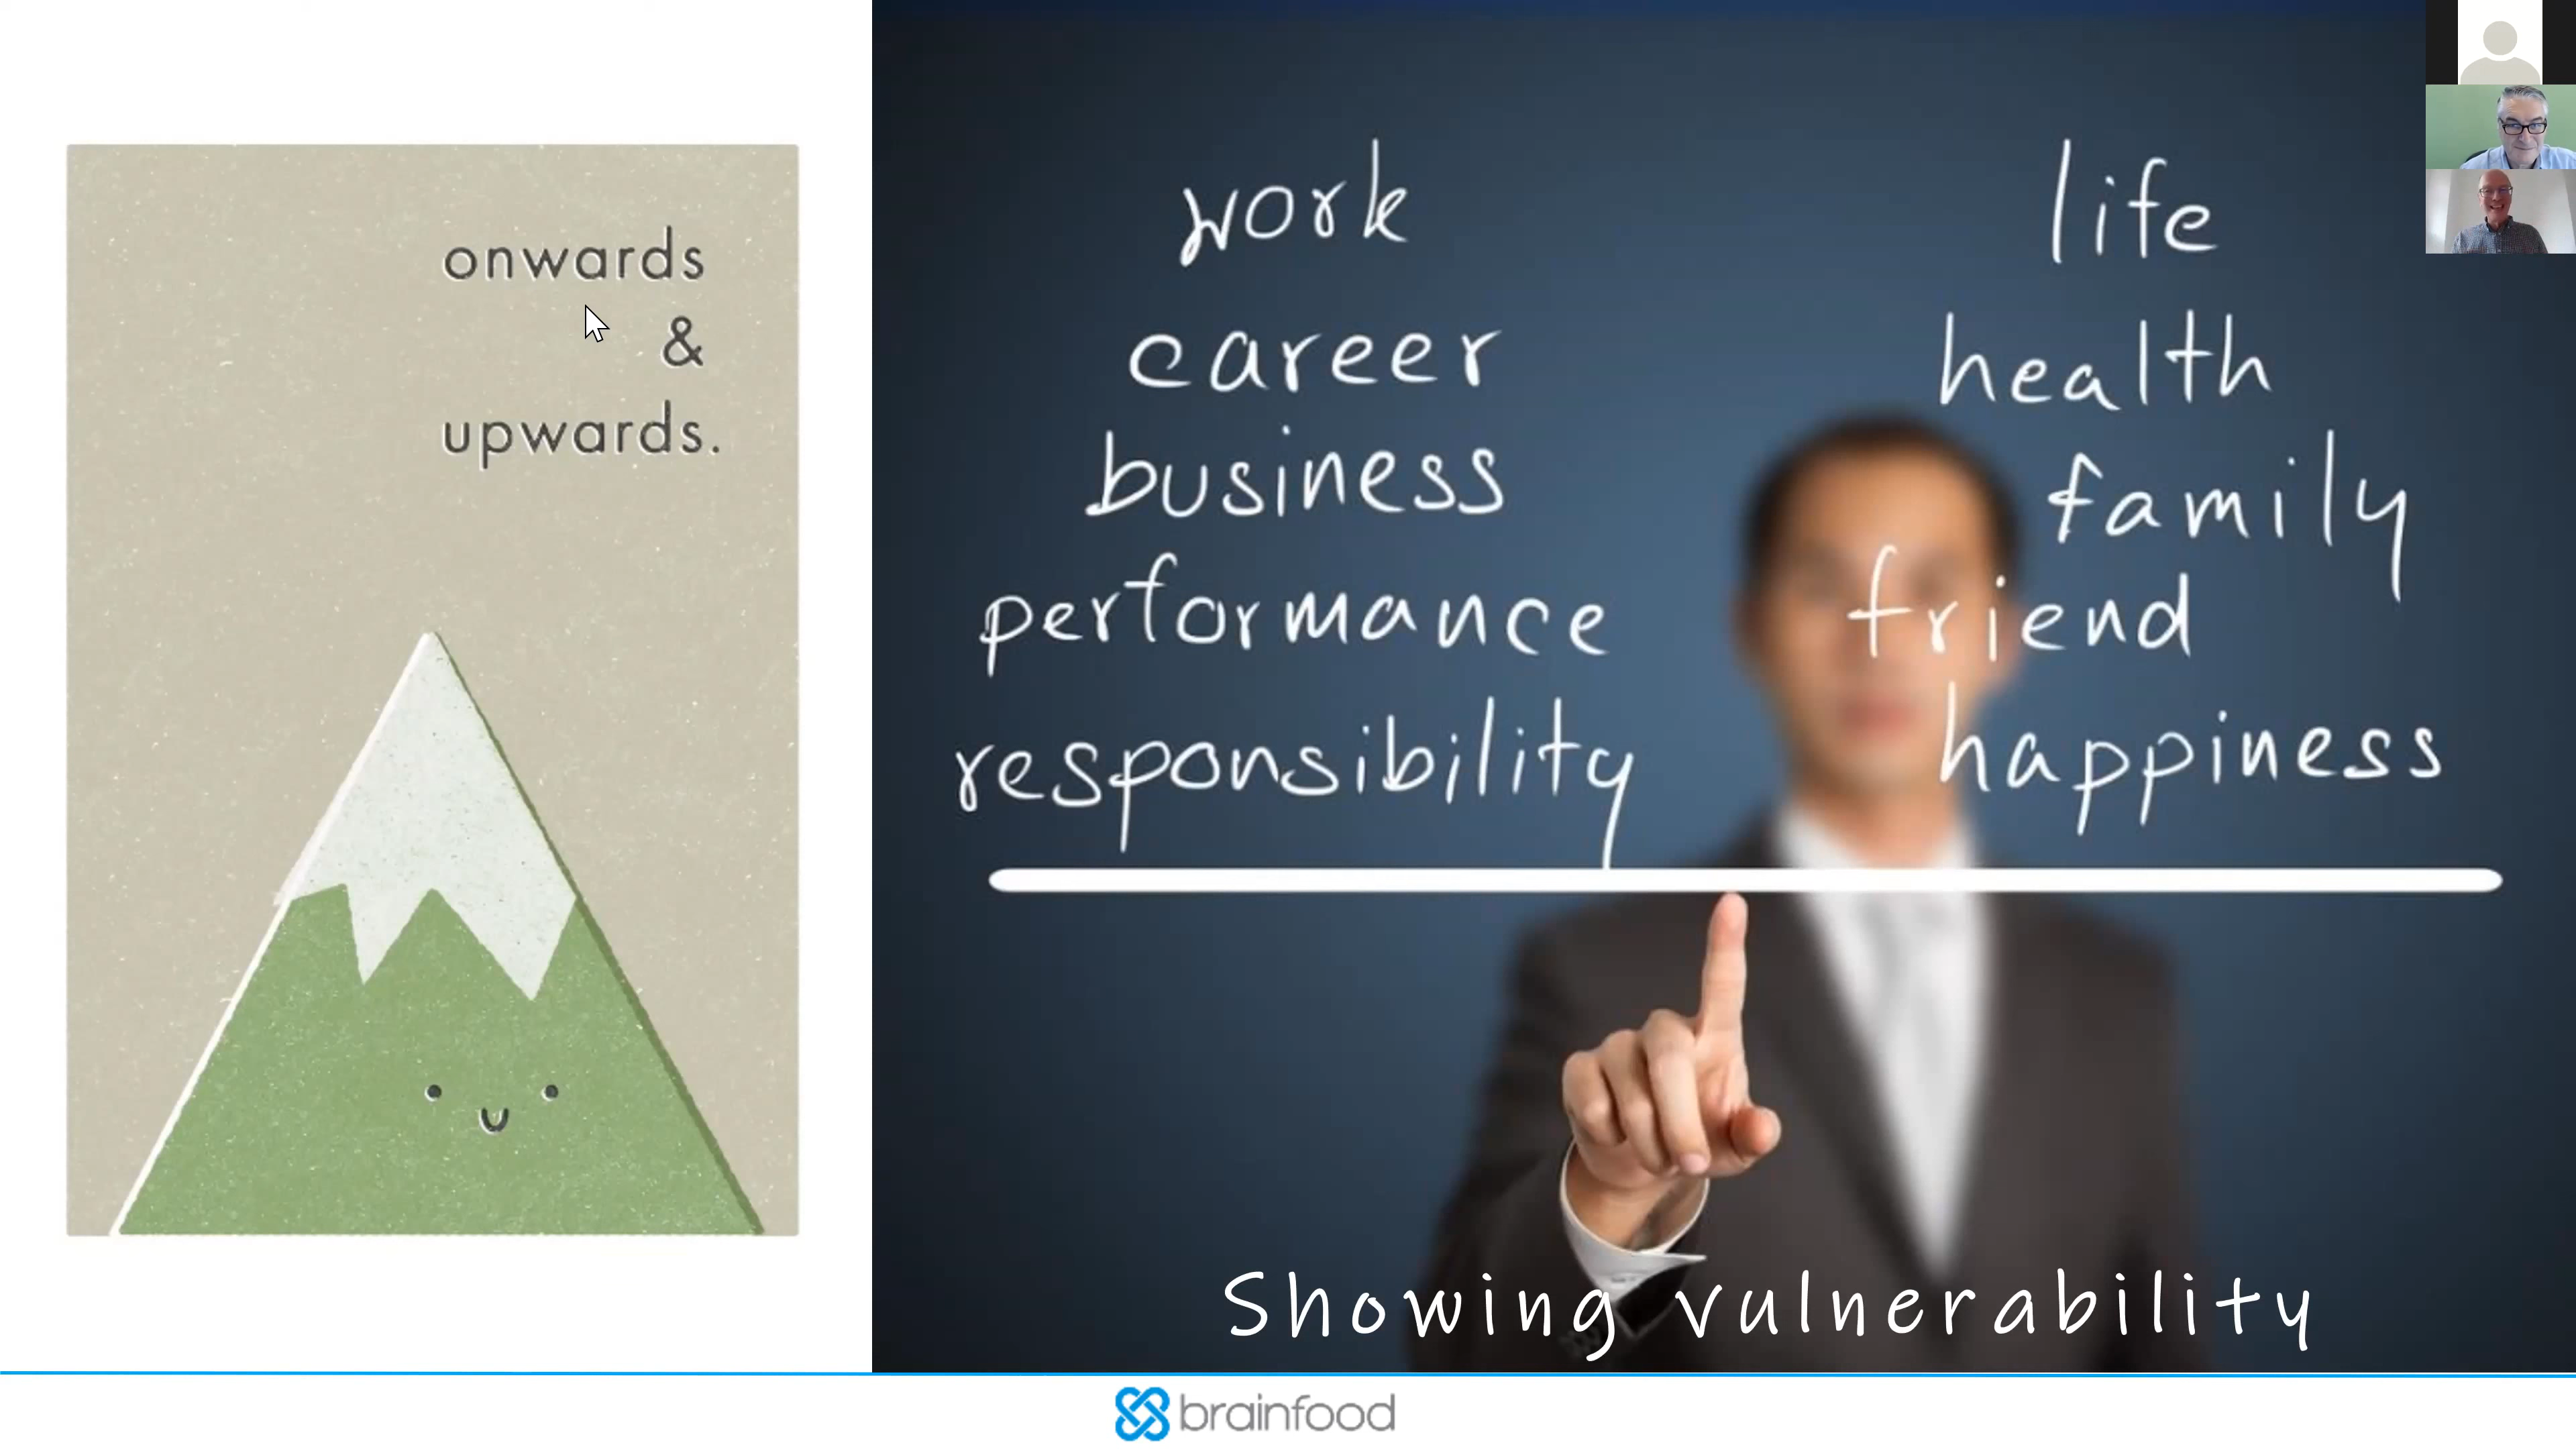 onwards
&
upwards.
work
career
business
performance
responsibility
life
health
family
friend
happiness
Showing vulnerability
brainfood